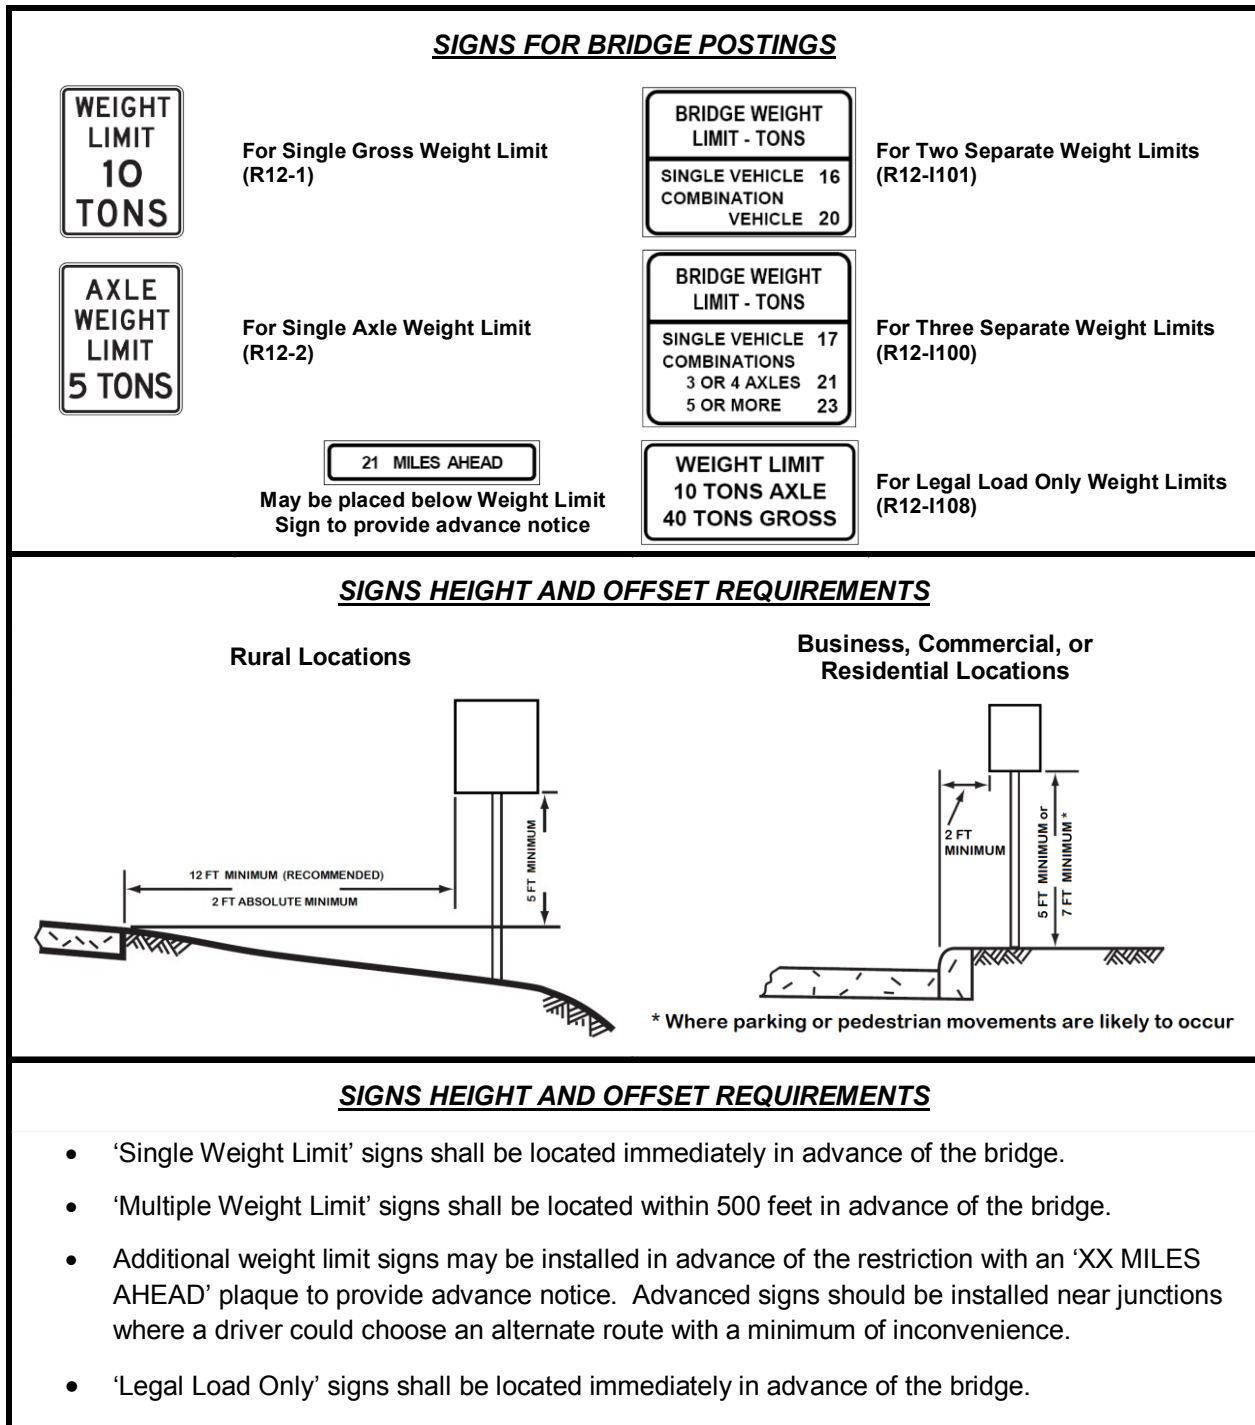 SIGNS FOR BRIDGE POSTINGS
WEIGHT
LIMIT
10
TONS
For Single Gross Weight Limit
(R12-1)
BRIDGE WEIGHT
LIMIT - TONS
SINGLE VEHICLE 16
COMBINATION
VEHICLE 20
For Two Separate Weight Limits
(R12-I101)
AXLE
WEIGHT
LIMIT
5 TONS
For Single Axle Weight Limit
(R12-2)
BRIDGE WEIGHT
LIMIT - TONS
SINGLE VEHICLE 17
COMBINATIONS
3 OR 4 AXLES 21
5 OR MORE 23
For Three Separate Weight Limits
(R12-I100)
21 MILES AHEAD
May be placed below Weight Limit
Sign to provide advance notice
WEIGHT LIMIT
10 TONS AXLE
40 TONS GROSS
For Legal Load Only Weight Limits
(R12-I108)
SIGNS HEIGHT AND OFFSET REQUIREMENTS
Rural Locations
12 FT MINIMUM (RECOMMENDED)
2 FT ABSOLUTE MINIMUM
5 FT MINIMUM
Business, Commercial, or
Residential Locations
2 FT
MINIMUM
5 FT MINIMUM or
7 FT MINIMUM *
* Where parking or pedestrian movements are likely to occur
SIGNS HEIGHT AND OFFSET REQUIREMENTS
• ‘Single Weight Limit’ signs shall be located immediately in advance of the bridge.
• ‘Multiple Weight Limit’ signs shall be located within 500 feet in advance of the bridge.
• Additional weight limit signs may be installed in advance of the restriction with an ‘XX MILES
AHEAD’ plaque to provide advance notice.  Advanced signs should be installed near junctions
where a driver could choose an alternate route with a minimum of inconvenience.
• ‘Legal Load Only’ signs shall be located immediately in advance of the bridge.